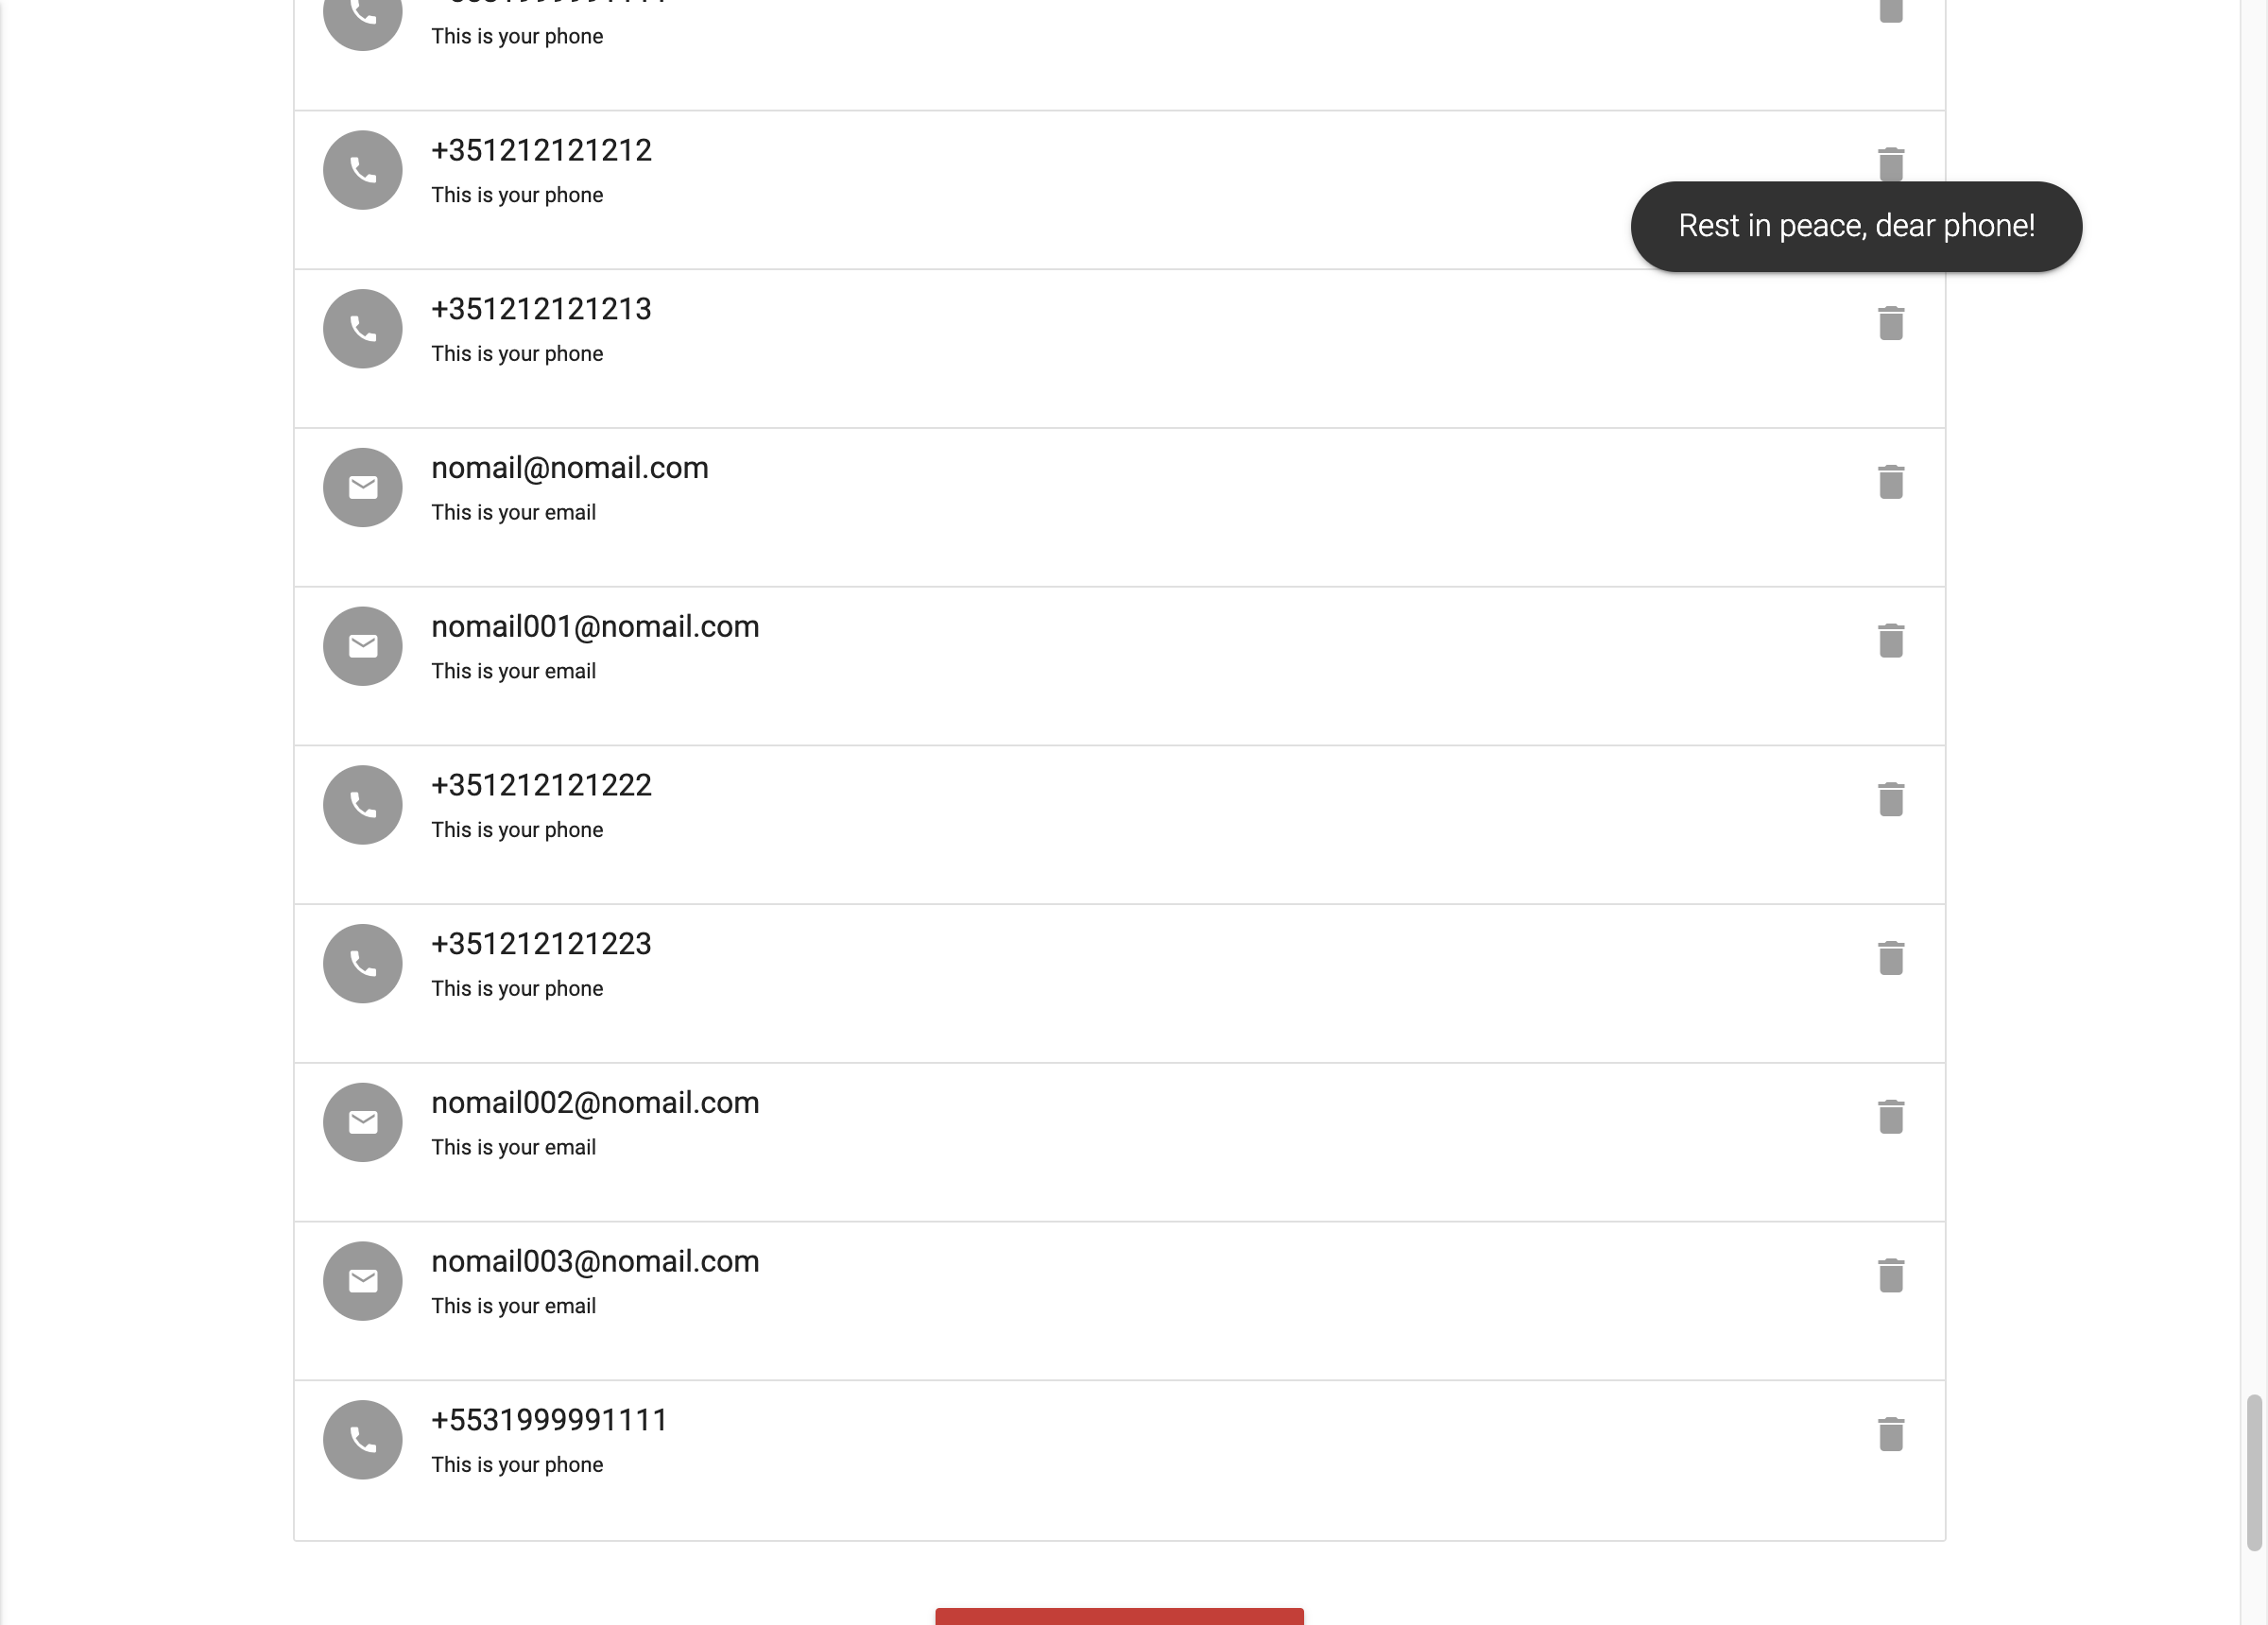 This is your phone
+351212121212
This is your phone
Rest in peace, dear phone!
+351212121213
This is your phone
nomail@nomail.com
This is your email
nomail001@nomail.com
This is your email
+351212121222
This is your phone
+351212121223
This is your phone
nomail002@nomail.com
This is your email
nomail003@nomail.com
This is your email
+5531999991111
This is your phone